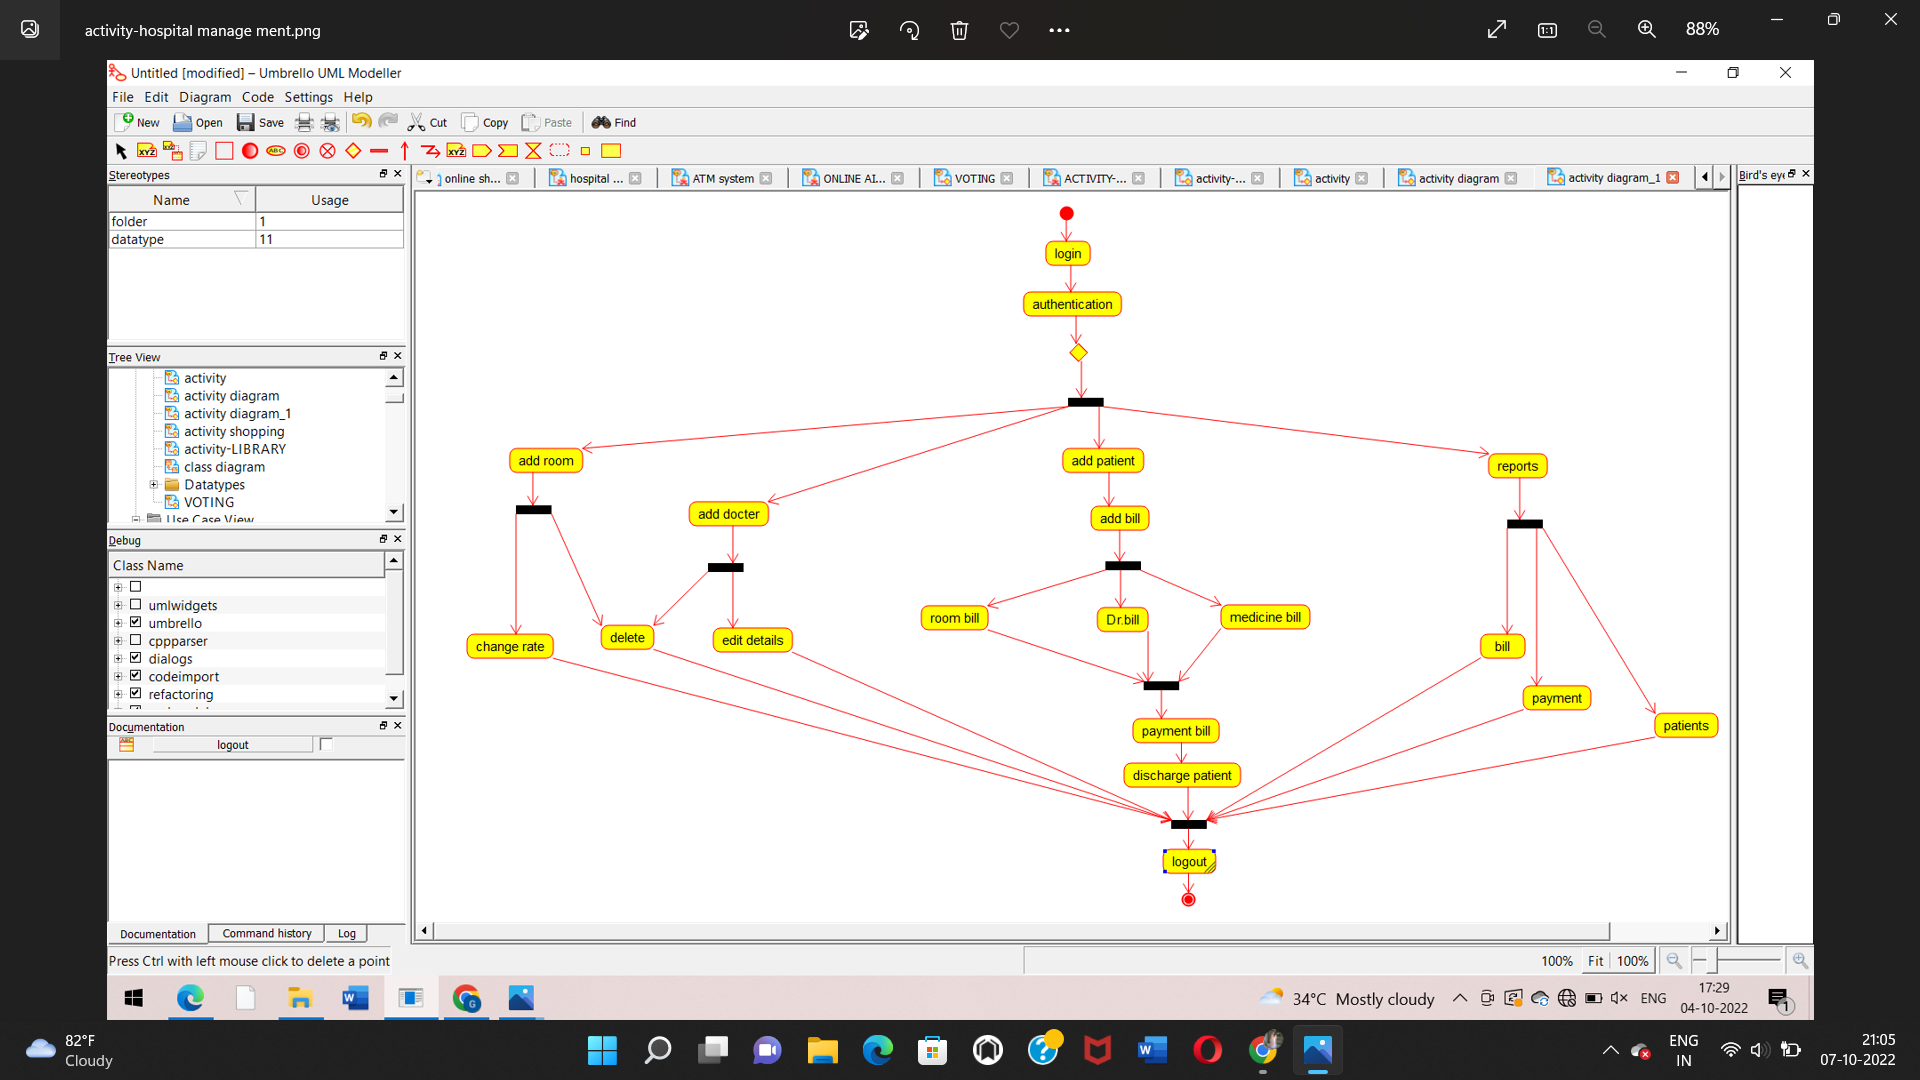 activity-hospital manage ment.png
88%
Untitled [modified] – Umbrello UML Modeller
File Edit Diagram Code Settings Help
New Open Save Cut Copy Paste Find
Stereotypes
online sh... hospital ... ATM system ONLINE AI... VOTING ACTIVITY-... activity-... activity activity diagram activity diagram_1
Bird's eye
Name Usage
folder 1
datatype 11
Tree View
activity
activity diagram
activity diagram_1
activity shopping
activity-LIBRARY
class diagram
Datatypes
VOTING
Use Case View
Debug
Class Name
umlwidgets
umbrello
cppparser
dialogs
codeimport
refactoring
Documentation
logout
Documentation Command history Log
Press Ctrl with left mouse click to delete a point
login
authentication
add room
add patient
reports
add docter
add bill
room bill
Dr.bill
medicine bill
change rate
delete
edit details
bill
payment
patients
payment bill
discharge patient
logout
100% Fit 100%
34°C Mostly cloudy
ENG
17:29
04-10-2022
1
82°F
Cloudy
ENG
IN
21:05
07-10-2022